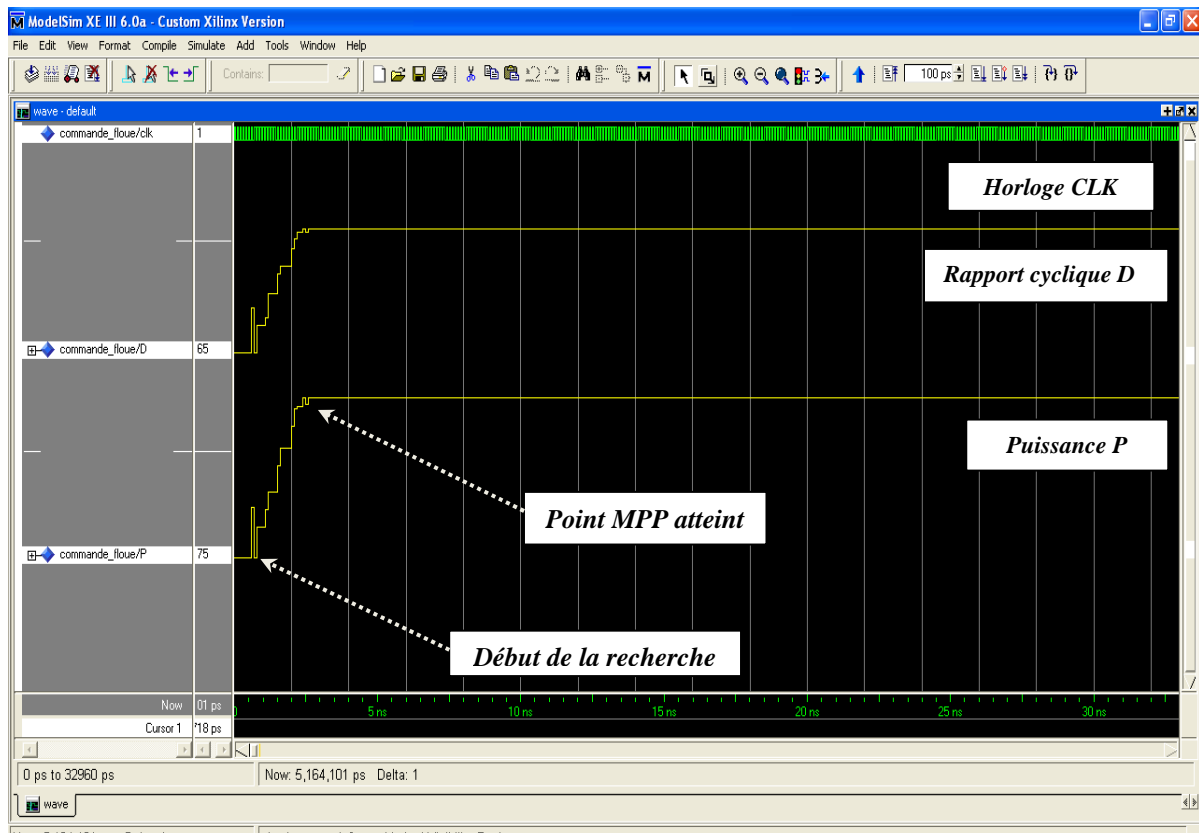 ModelSim XE III 6.0a - Custom Xilinx Version
File Edit View Format Compile Simulate Add Tools Window Help
Contains:
100 ps
wave - default
commande_floue/clk 1
Horloge CLK
Rapport cyclique D
commande_floue/D 65
Puissance P
Point MPP atteint
commande_floue/P 75
Début de la recherche
Now 01 ps
0 5 ns 10 ns 15 ns 20 ns 25 ns 30 ns
Cursor 1 718 ps
0 ps to 32960 ps Now: 5,164,101 ps Delta: 1
wave